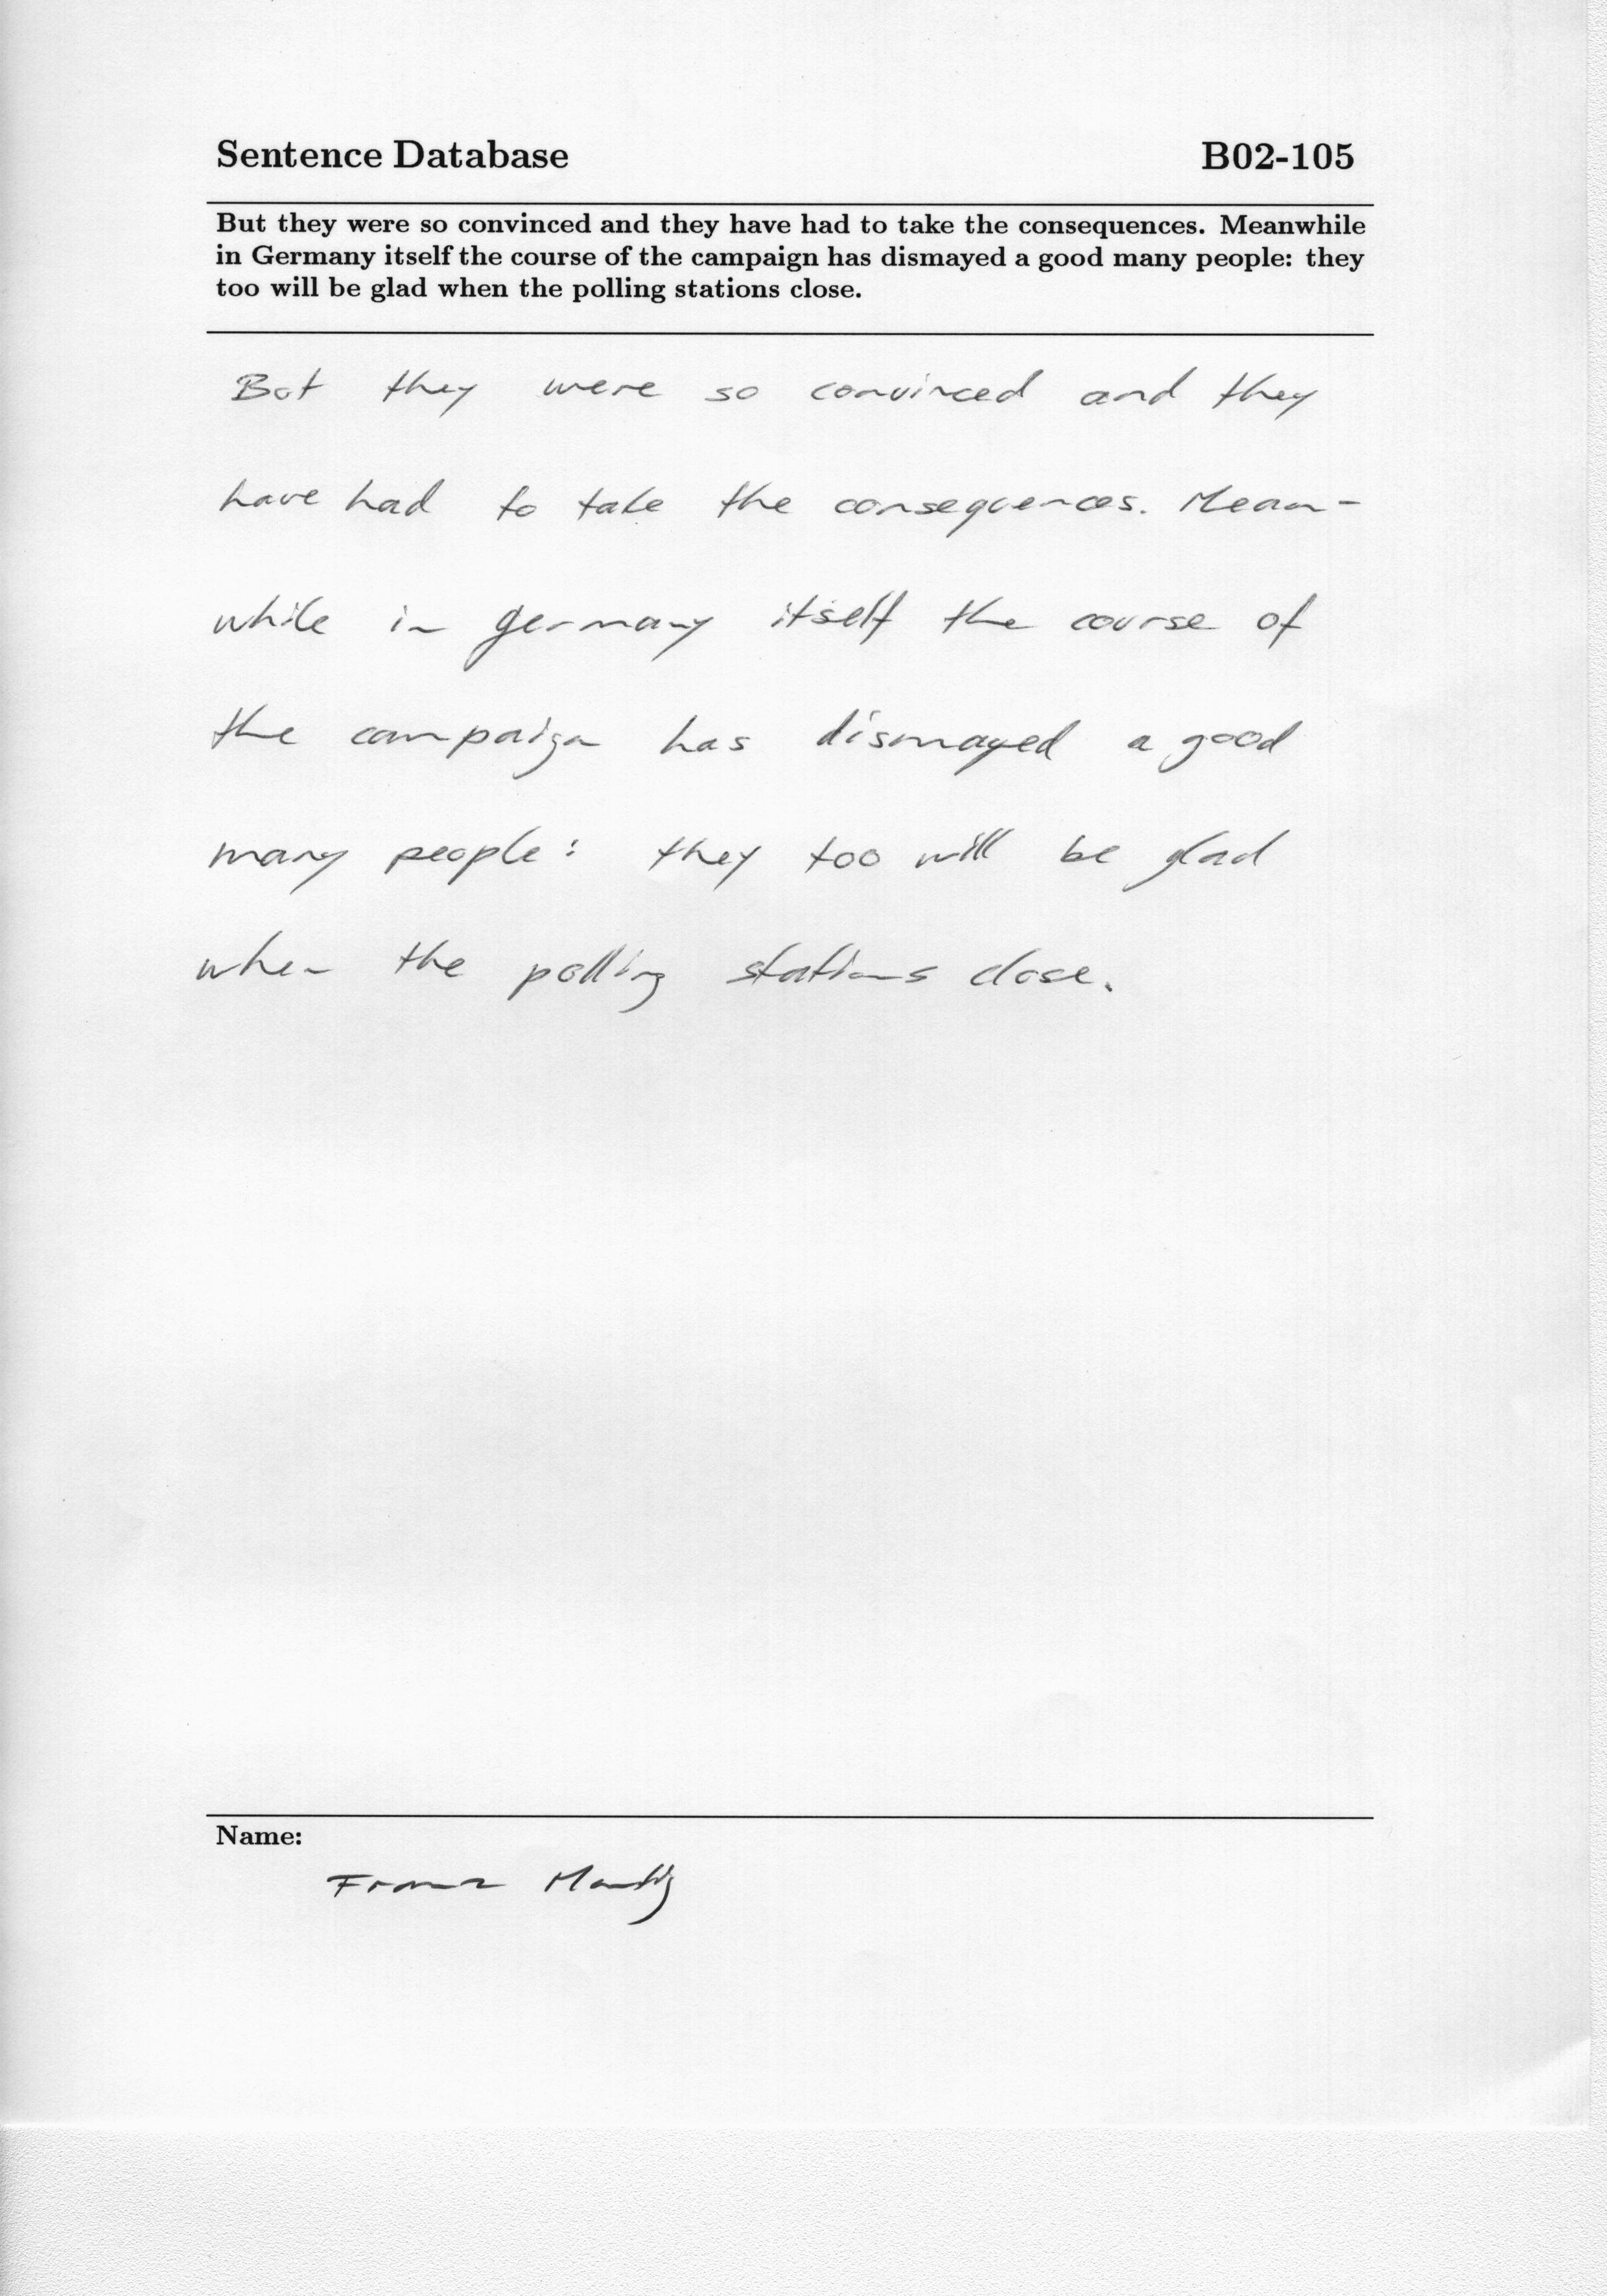 Sentence Database B02-105
But they were so convinced and they have had to take the consequences. Meanwhile
in Germany itself the course of the campaign has dismayed a good many people: they
too will be glad when the polling stations close.
But they were so convinced and they
have had to take the consequences. Mean-
while in Germany itself the course of
the campaign has dismayed a good
many people: they too will be glad
when the polling stations close.
Name:
Franz